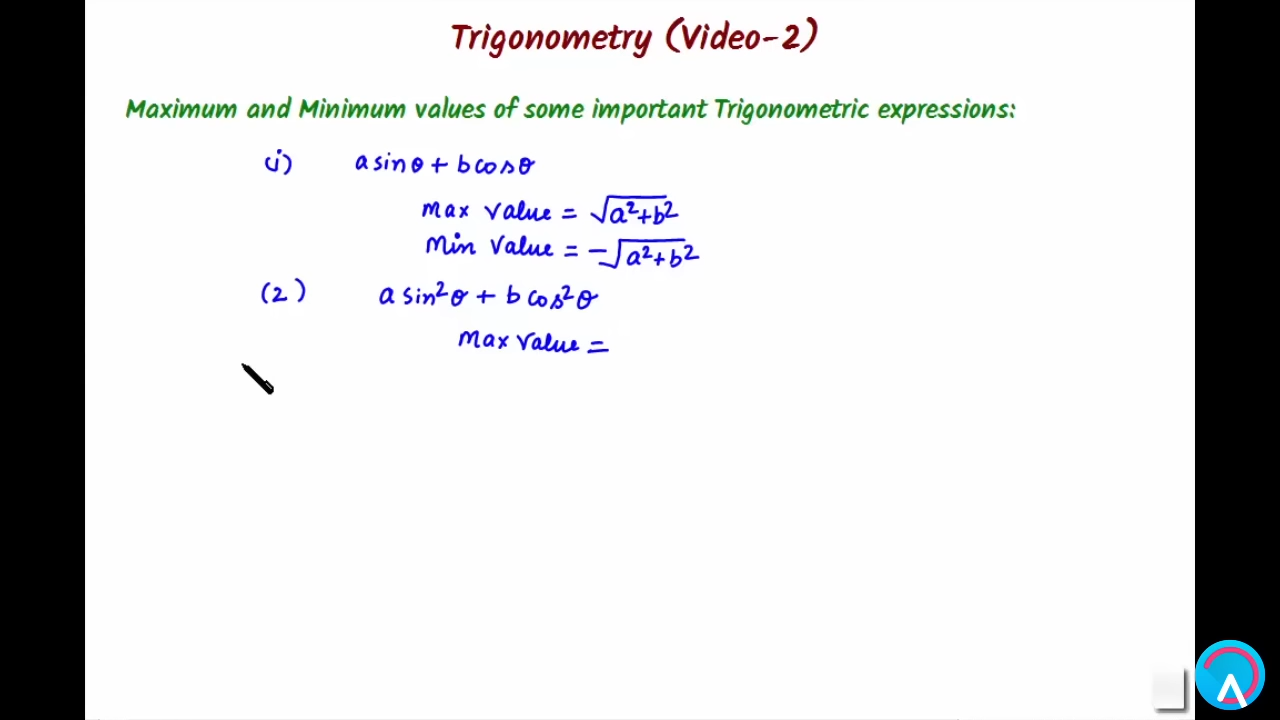 Trigonometry (Video-2)
Maximum and Minimum values of some important Trigonometric expressions:
(i) a sinθ + b cosθ
Max Value = √a²+b²
Min Value = -√a²+b²
(2) a sin²θ + b cos²θ
Max Value =